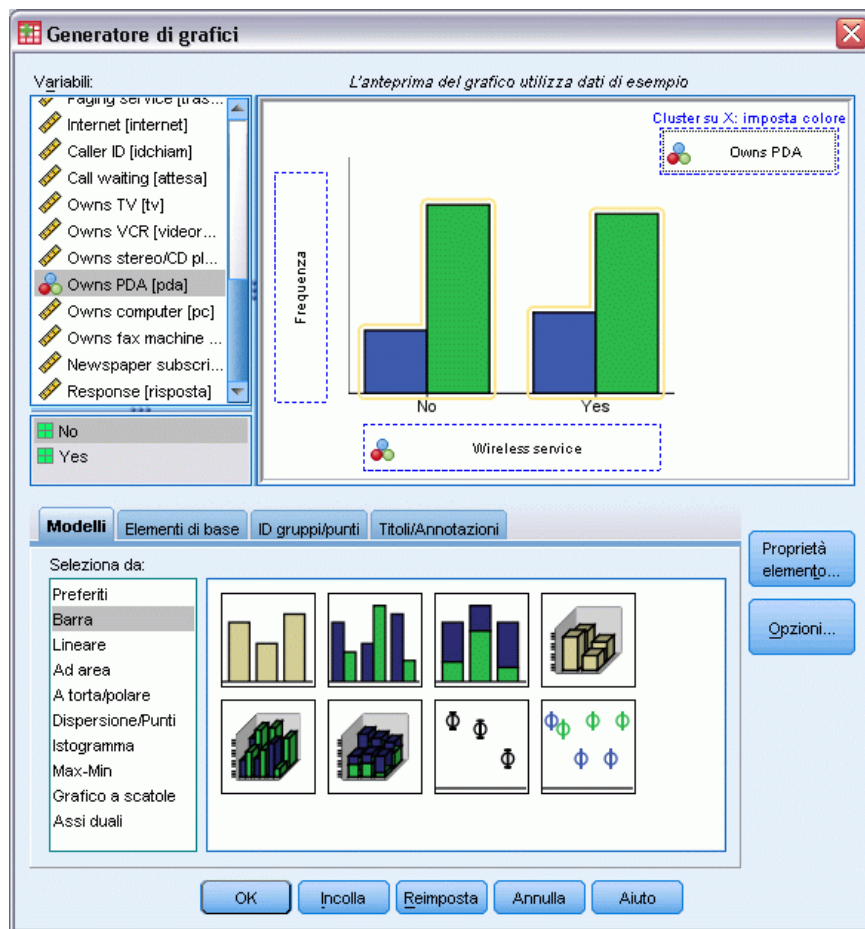 Generatore di grafici
Variabili:
L'anteprima del grafico utilizza dati di esempio
Paging service [tras...
Internet [internet]
Caller ID [idchiam]
Call waiting [attesa]
Owns TV [tv]
Owns VCR [videor...
Owns stereo/CD pl...
Owns PDA [pda]
Owns computer [pc]
Owns fax machine ...
Newspaper subscri...
Response [risposta]
No
Yes
Cluster su X: imposta colore
Owns PDA
Frequenza
No
Yes
Wireless service
Modelli
Elementi di base
ID gruppi/punti
Titoli/Annotazioni
Seleziona da:
Preferiti
Barra
Lineare
Ad area
A torta/polare
Dispersione/Punti
Istogramma
Max-Min
Grafico a scatole
Assi duali
Proprietà
elemento...
Opzioni...
OK
Incolla
Reimposta
Annulla
Aiuto